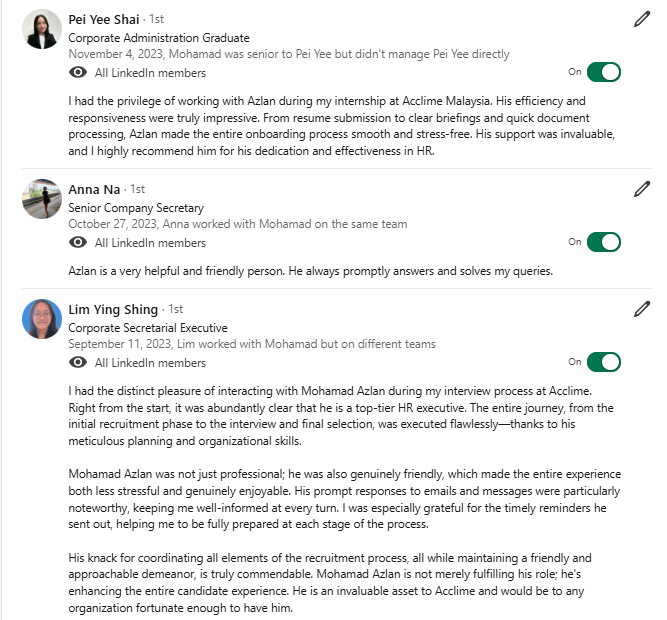 Pei Yee Shai · 1st
Corporate Administration Graduate
November 4, 2023, Mohamad was senior to Pei Yee but didn't manage Pei Yee directly
All LinkedIn members
On
I had the privilege of working with Azlan during my internship at Acclime Malaysia. His efficiency and
responsiveness were truly impressive. From resume submission to clear briefings and quick document
processing, Azlan made the entire onboarding process smooth and stress-free. His support was invaluable,
and I highly recommend him for his dedication and effectiveness in HR.
Anna Na · 1st
Senior Company Secretary
October 27, 2023, Anna worked with Mohamad on the same team
All LinkedIn members
On
Azlan is a very helpful and friendly person. He always promptly answers and solves my queries.
Lim Ying Shing · 1st
Corporate Secretarial Executive
September 11, 2023, Lim worked with Mohamad but on different teams
All LinkedIn members
On
I had the distinct pleasure of interacting with Mohamad Azlan during my interview process at Acclime.
Right from the start, it was abundantly clear that he is a top-tier HR executive. The entire journey, from the
initial recruitment phase to the interview and final selection, was executed flawlessly—thanks to his
meticulous planning and organizational skills.
Mohamad Azlan was not just professional; he was also genuinely friendly, which made the entire experience
both less stressful and genuinely enjoyable. His prompt responses to emails and messages were particularly
noteworthy, keeping me well-informed at every turn. I was especially grateful for the timely reminders he
sent out, helping me to be fully prepared at each stage of the process.
His knack for coordinating all elements of the recruitment process, all while maintaining a friendly and
approachable demeanor, is truly commendable. Mohamad Azlan is not merely fulfilling his role; he's
enhancing the entire candidate experience. He is an invaluable asset to Acclime and would be to any
organization fortunate enough to have him.